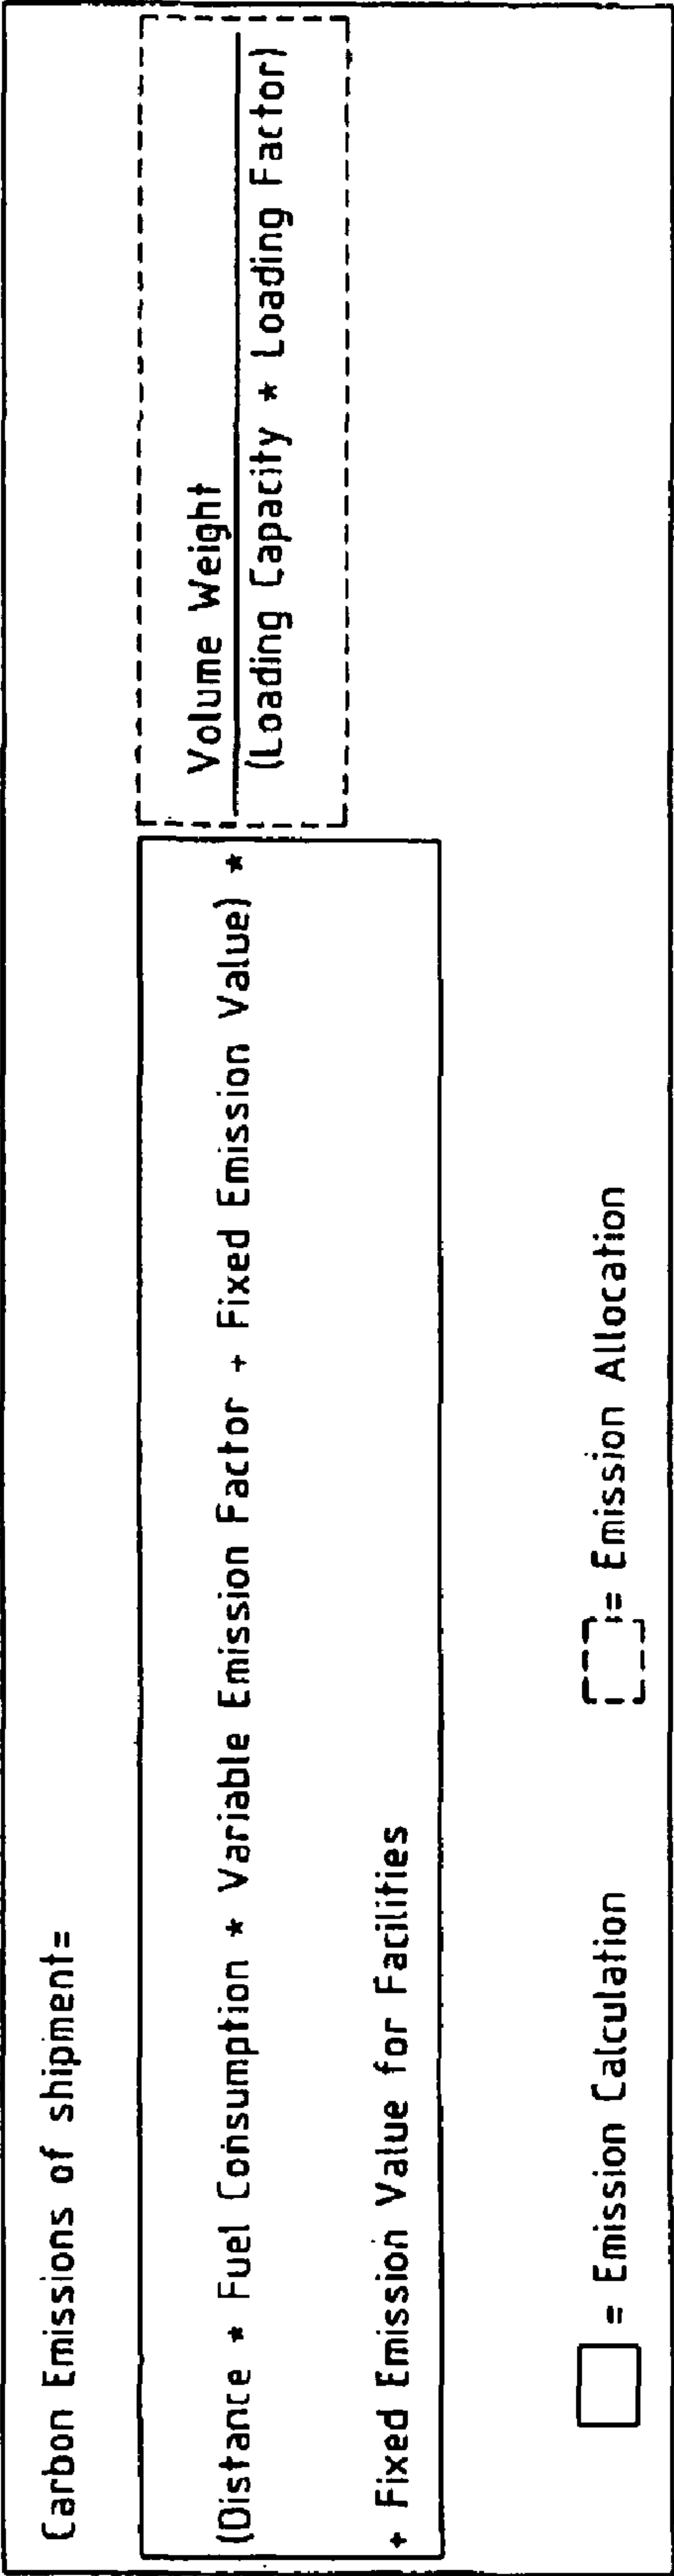 Carbon Emissions of shipment=
(Distance * Fuel Consumption * Variable Emission Factor + Fixed Emission Value) *
Volume Weight
(Loading Capacity * Loading Factor)
+ Fixed Emission Value for Facilities
= Emission Calculation
= Emission Allocation